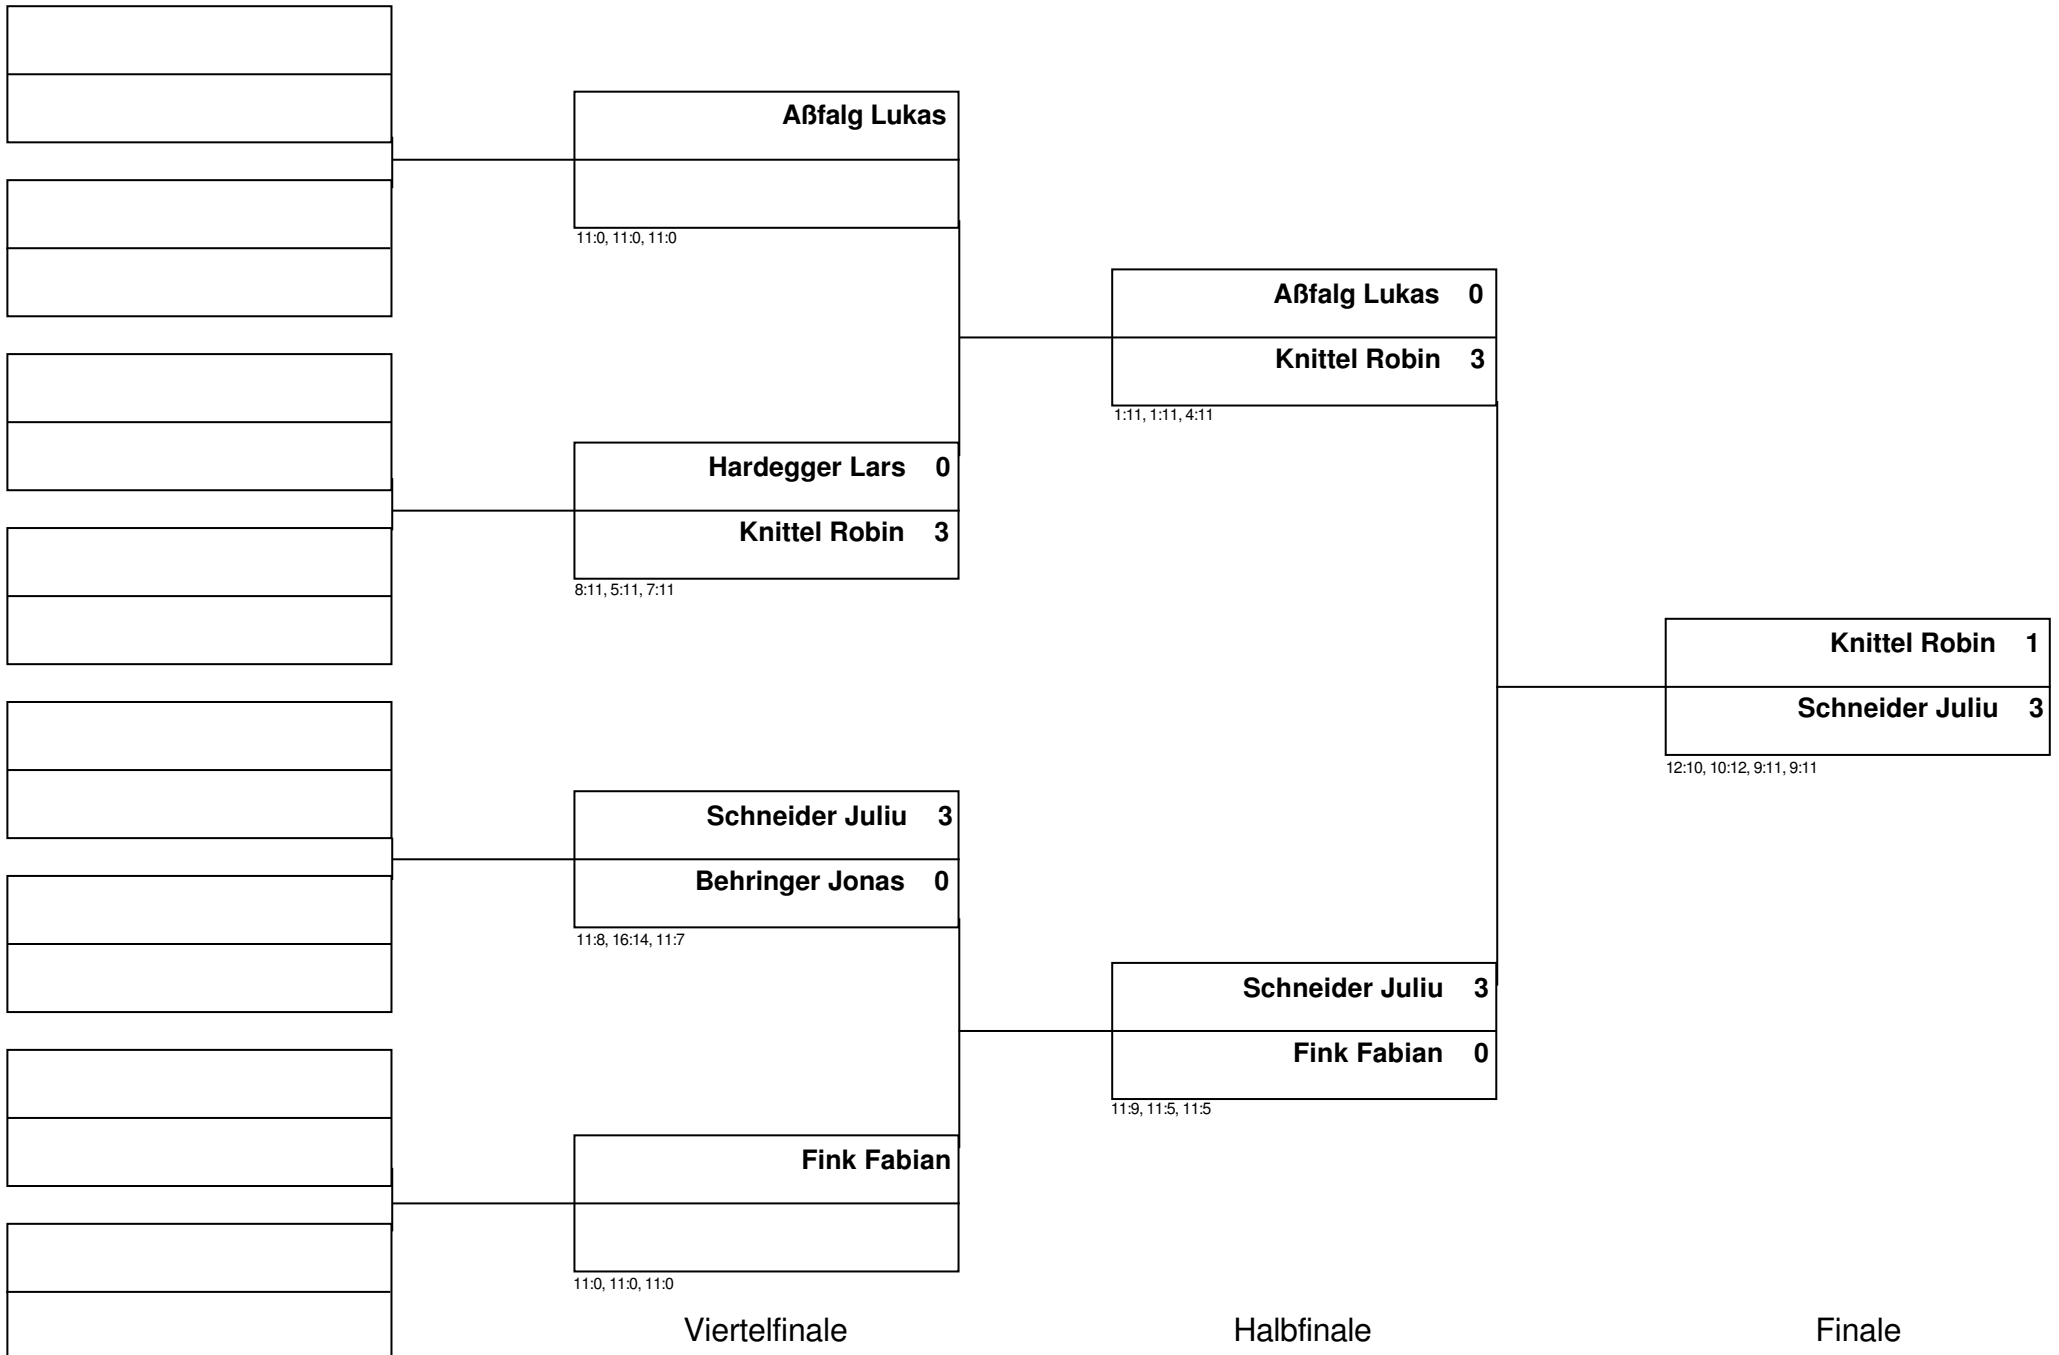 Aßfalg Lukas
11:0, 11:0, 11:0
Hardegger Lars 0
Knittel Robin 3
8:11, 5:11, 7:11
Schneider Juliu 3
Behringer Jonas 0
11:8, 16:14, 11:7
Fink Fabian
11:0, 11:0, 11:0
Viertelfinale
Aßfalg Lukas 0
Knittel Robin 3
1:11, 1:11, 4:11
Schneider Juliu 3
Fink Fabian 0
11:9, 11:5, 11:5
Halbfinale
Knittel Robin 1
Schneider Juliu 3
12:10, 10:12, 9:11, 9:11
Finale